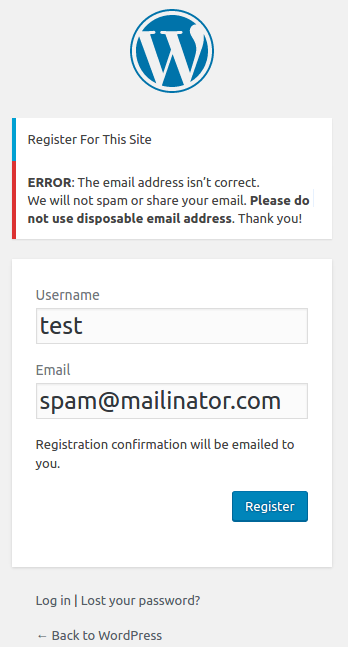 Register For This Site
ERROR: The email address isn't correct.
We will not spam or share your email. Please do
not use disposable email address. Thank you!
Username
test
Email
spam@mailinator.com
Registration confirmation will be emailed to
you.
Register
Log in | Lost your password?
← Back to WordPress